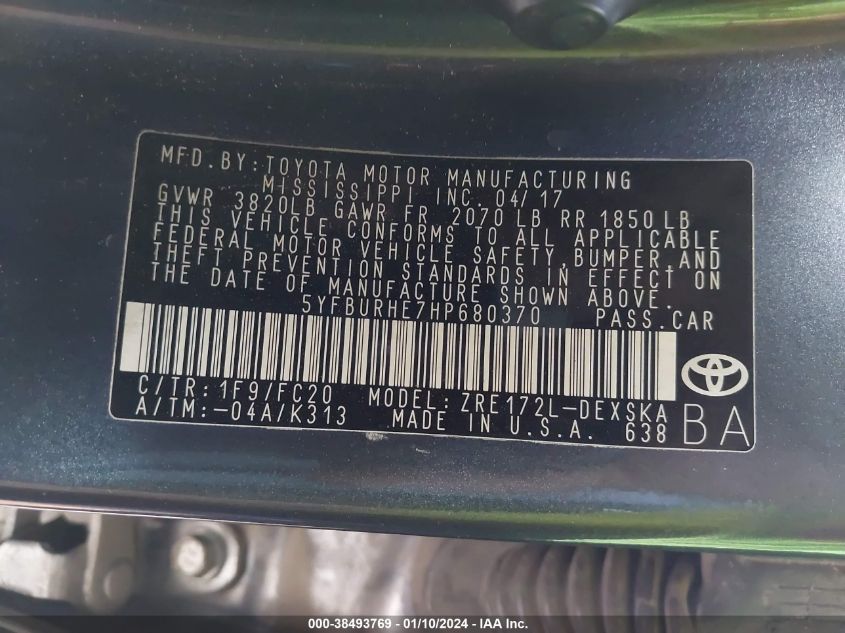 MFD.BY:TOYOTA MOTOR MANUFACTURING
MISSISSIPPI INC. 04/17
GVWR 3820LB GAWR FR 2070 LB RR 1850 LB
THIS VEHICLE CONFORMS TO ALL APPLICABLE
FEDERAL MOTOR VEHICLE SAFETY, BUMPER, AND
THEFT PREVENTION STANDARDS IN EFFECT ON
THE DATE OF MANUFACTURE SHOWN ABOVE.
5YFBURHE7HP680370 PASS.CAR
C/TR:1F9/FC20 MODEL:ZRE172L-DEXSKA
A/TM:-04A/K313 MADE IN U.S.A. 638 BA
000-38493769 - 01/10/2024 - IAA Inc.